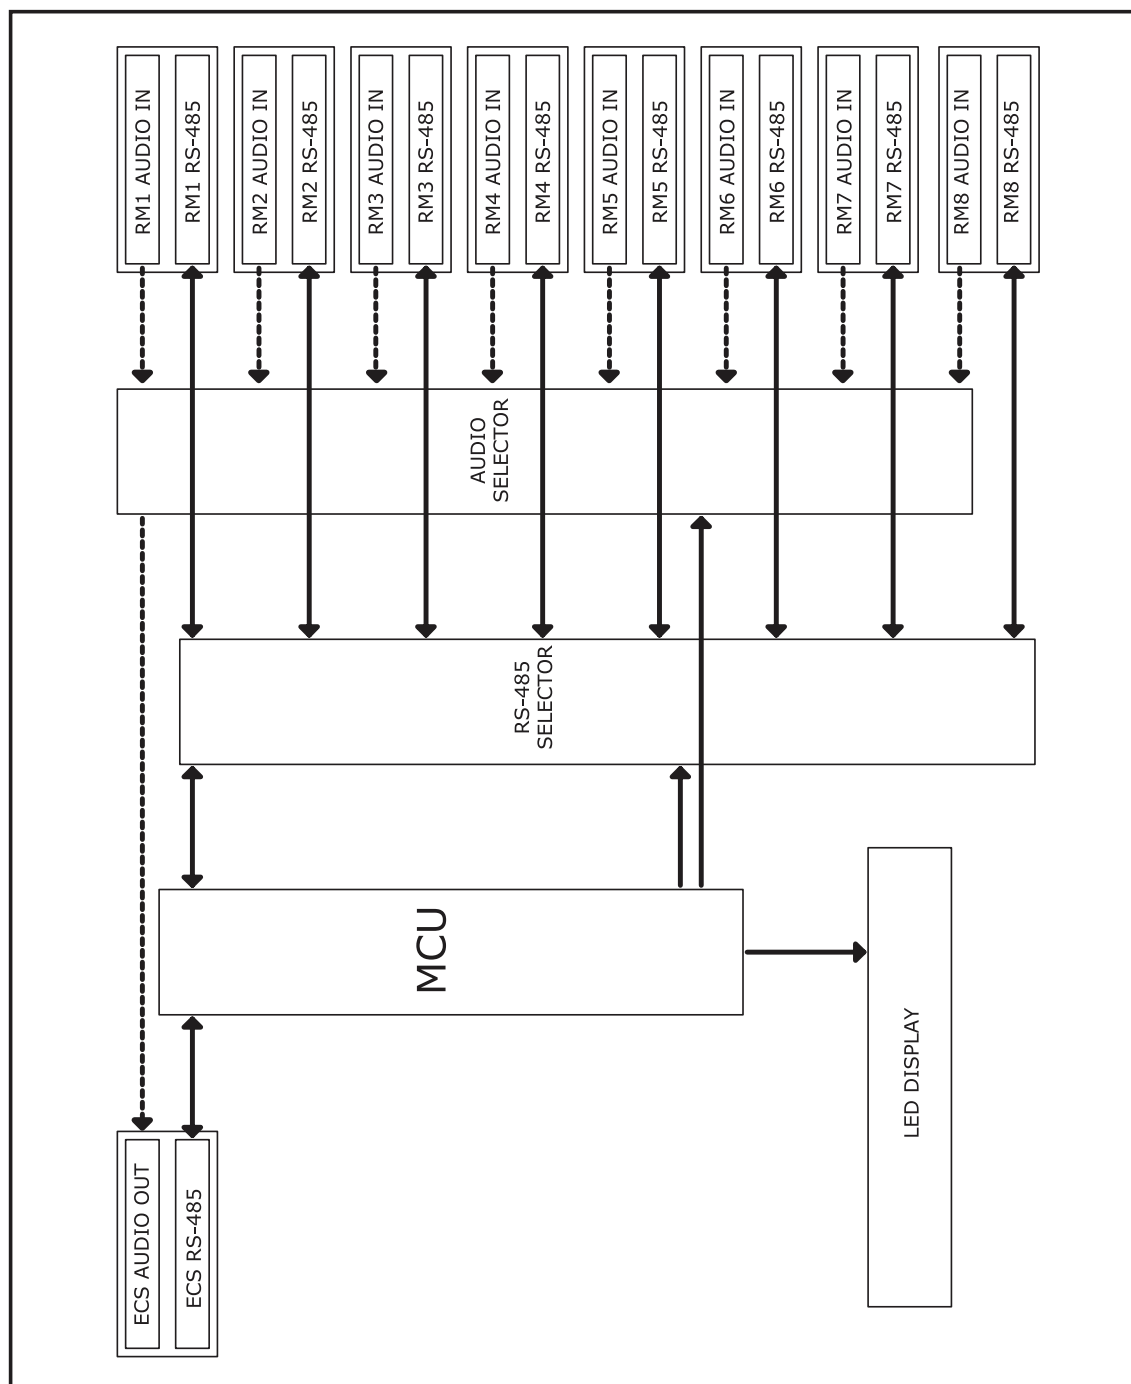 RM1 AUDIO IN
RM1 RS-485
RM2 AUDIO IN
RM2 RS-485
RM3 AUDIO IN
RM3 RS-485
RM4 AUDIO IN
RM4 RS-485
RM5 AUDIO IN
RM5 RS-485
RM6 AUDIO IN
RM6 RS-485
RM7 AUDIO IN
RM7 RS-485
RM8 AUDIO IN
RM8 RS-485
AUDIO
SELECTOR
RS-485
SELECTOR
MCU
LED DISPLAY
ECS AUDIO OUT
ECS RS-485